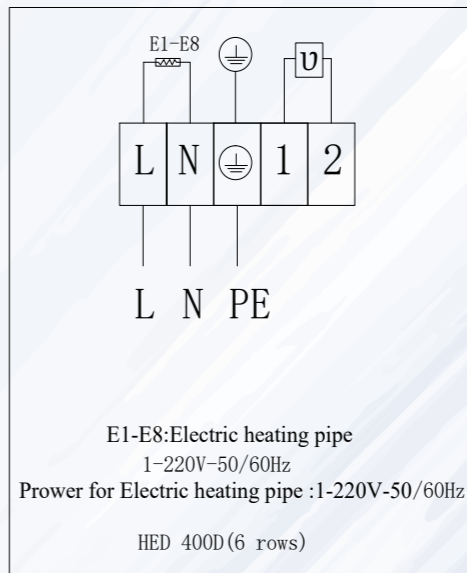 E1-E8
υ
L N 1 2
L N PE
E1-E8:Electric heating pipe
1-220V-50/60Hz
Prower for Electric heating pipe :1-220V-50/60Hz
HED 400D(6 rows)